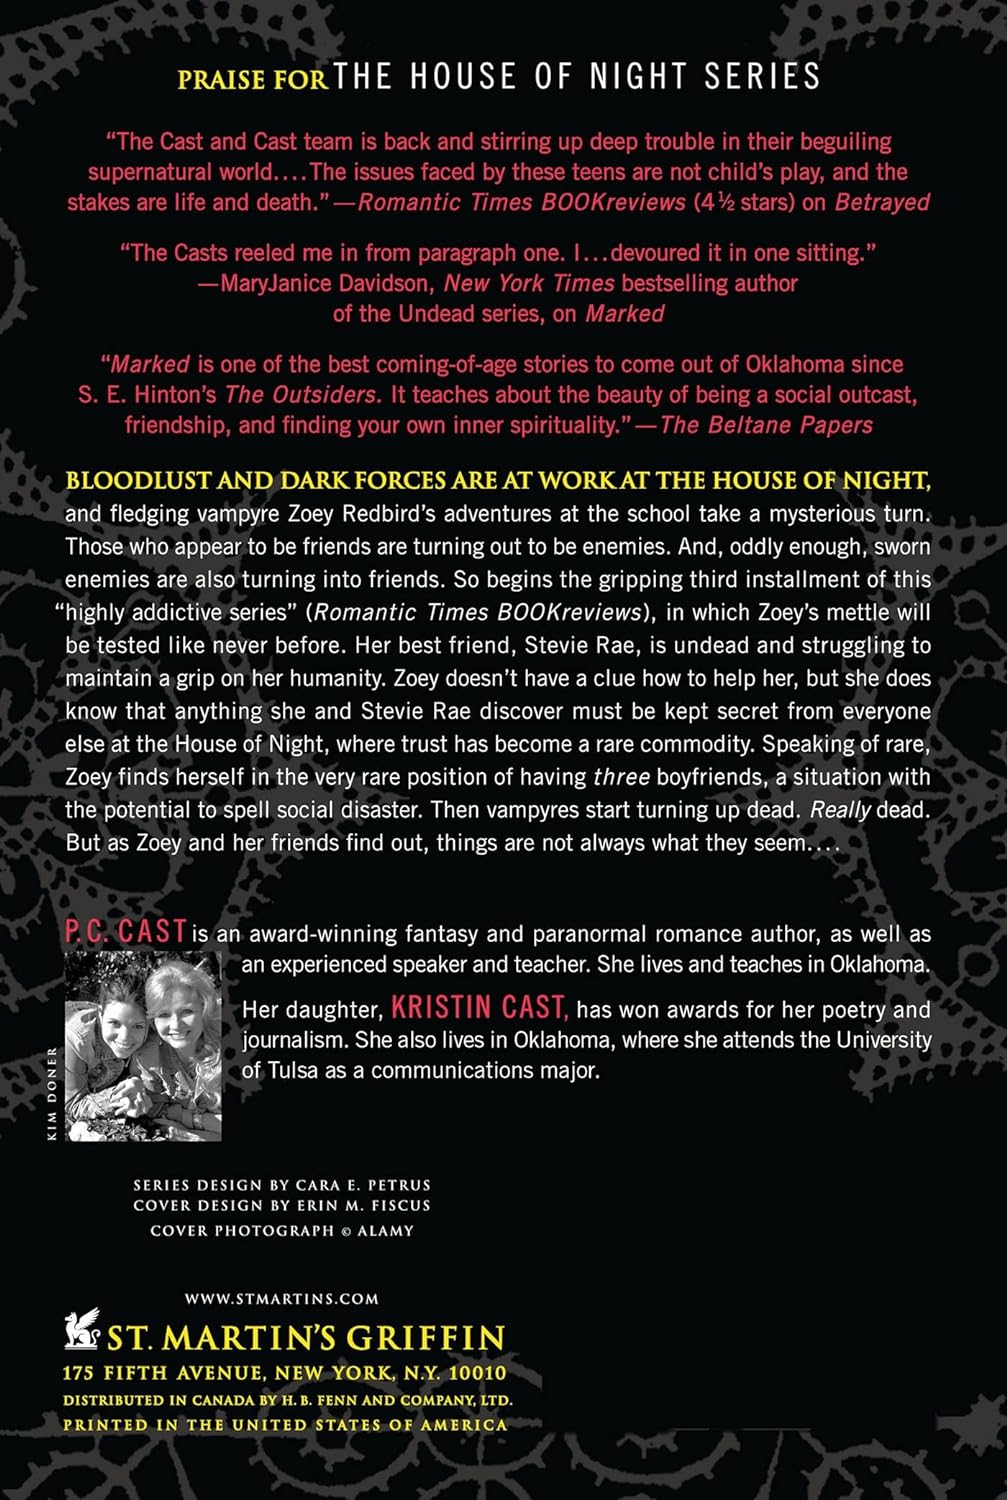 PRAISE FOR THE HOUSE OF NIGHT SERIES
“The Cast and Cast team is back and stirring up deep trouble in their beguiling
supernatural world....The issues faced by these teens are not child’s play, and the
stakes are life and death.”—Romantic Times BOOKreviews (4½ stars) on Betrayed
“The Casts reeled me in from paragraph one. I...devoured it in one sitting.”
—MaryJanice Davidson, New York Times bestselling author
of the Undead series, on Marked
“Marked is one of the best coming-of-age stories to come out of Oklahoma since
S. E. Hinton’s The Outsiders. It teaches about the beauty of being a social outcast,
friendship, and finding your own inner spirituality.”—The Beltane Papers
BLOODLUST AND DARK FORCES ARE AT WORK AT THE HOUSE OF NIGHT,
and fledging vampyre Zoey Redbird’s adventures at the school take a mysterious turn.
Those who appear to be friends are turning out to be enemies. And, oddly enough, sworn
enemies are also turning into friends. So begins the gripping third installment of this
“highly addictive series” (Romantic Times BOOKreviews), in which Zoey’s mettle will
be tested like never before. Her best friend, Stevie Rae, is undead and struggling to
maintain a grip on her humanity. Zoey doesn’t have a clue how to help her, but she does
know that anything she and Stevie Rae discover must be kept secret from everyone
else at the House of Night, where trust has become a rare commodity. Speaking of rare,
Zoey finds herself in the very rare position of having three boyfriends, a situation with
the potential to spell social disaster. Then vampyres start turning up dead. Really dead.
But as Zoey and her friends find out, things are not always what they seem....
P.C. CAST is an award-winning fantasy and paranormal romance author, as well as
an experienced speaker and teacher. She lives and teaches in Oklahoma.
Her daughter, KRISTIN CAST, has won awards for her poetry and
journalism. She also lives in Oklahoma, where she attends the University
of Tulsa as a communications major.
KIM DONER
SERIES DESIGN BY CARA E. PETRUS
COVER DESIGN BY ERIN M. FISCUS
COVER PHOTOGRAPH © ALAMY
WWW.STMARTINS.COM
ST. MARTIN’S GRIFFIN
175 FIFTH AVENUE, NEW YORK, N.Y. 10010
DISTRIBUTED IN CANADA BY H. B. FENN AND COMPANY, LTD.
PRINTED IN THE UNITED STATES OF AMERICA